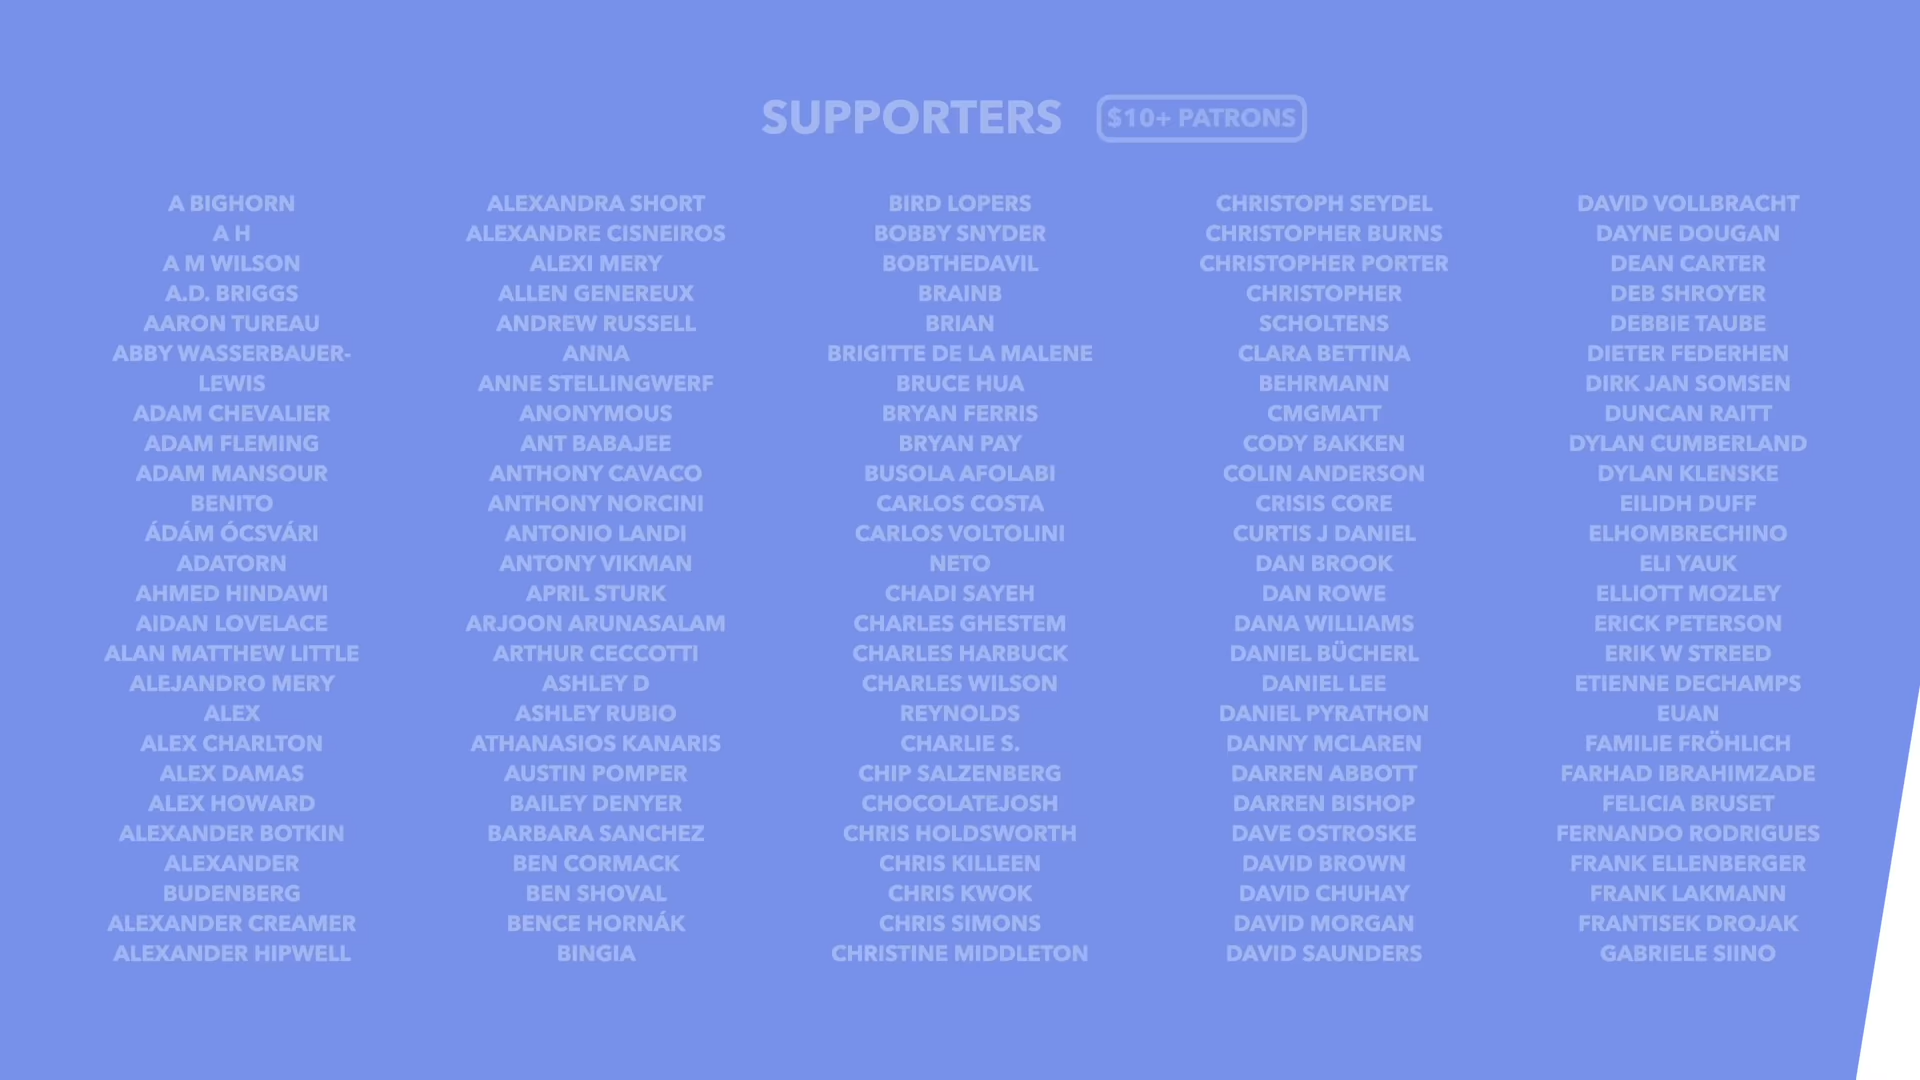 SUPPORTERS
$10+ PATRONS
A BIGHORN
A H
A M WILSON
A.D. BRIGGS
AARON TUREAU
ABBY WASSERBAUER-
LEWIS
ADAM CHEVALIER
ADAM FLEMING
ADAM MANSOUR
BENITO
ÁDÁM ÓCSVÁRI
ADATORN
AHMED HINDAWI
AIDAN LOVELACE
ALAN MATTHEW LITTLE
ALEJANDRO MERY
ALEX
ALEX CHARLTON
ALEX DAMAS
ALEX HOWARD
ALEXANDER BOTKIN
ALEXANDER
BUDENBERG
ALEXANDER CREAMER
ALEXANDER HIPWELL
ALEXANDRA SHORT
ALEXANDRE CISNEIROS
ALEXI MERY
ALLEN GENEREUX
ANDREW RUSSELL
ANNA
ANNE STELLINGWERF
ANONYMOUS
ANT BABAJEE
ANTHONY CAVACO
ANTHONY NORCINI
ANTONIO LANDI
ANTONY VIKMAN
APRIL STURK
ARJOON ARUNASALAM
ARTHUR CECCOTTI
ASHLEY D
ASHLEY RUBIO
ATHANASIOS KANARIS
AUSTIN POMPER
BAILEY DENYER
BARBARA SANCHEZ
BEN CORMACK
BEN SHOVAL
BENCE HORNÁK
BINGIA
BIRD LOPERS
BOBBY SNYDER
BOBTHEDAVIL
BRAINB
BRIAN
BRIGITTE DE LA MALENE
BRUCE HUA
BRYAN FERRIS
BRYAN PAY
BUSOLA AFOLABI
CARLOS COSTA
CARLOS VOLTOLINI
NETO
CHADI SAYEH
CHARLES GHESTEM
CHARLES HARBUCK
CHARLES WILSON
REYNOLDS
CHARLIE S.
CHIP SALZENBERG
CHOCOLATEJOSH
CHRIS HOLDSWORTH
CHRIS KILLEEN
CHRIS KWOK
CHRIS SIMONS
CHRISTINE MIDDLETON
CHRISTOPH SEYDEL
CHRISTOPHER BURNS
CHRISTOPHER PORTER
CHRISTOPHER
SCHOLTENS
CLARA BETTINA
BEHRMANN
CMGMATT
CODY BAKKEN
COLIN ANDERSON
CRISIS CORE
CURTIS J DANIEL
DAN BROOK
DAN ROWE
DANA WILLIAMS
DANIEL BÜCHERL
DANIEL LEE
DANIEL PYRATHON
DANNY MCLAREN
DARREN ABBOTT
DARREN BISHOP
DAVE OSTROSKE
DAVID BROWN
DAVID CHUHAY
DAVID MORGAN
DAVID SAUNDERS
DAVID VOLLBRACHT
DAYNE DOUGAN
DEAN CARTER
DEB SHROYER
DEBBIE TAUBE
DIETER FEDERHEN
DIRK JAN SOMSEN
DUNCAN RAITT
DYLAN CUMBERLAND
DYLAN KLENSKE
EILIDH DUFF
ELHOMBRECHINO
ELI YAUK
ELLIOTT MOZLEY
ERICK PETERSON
ERIK W STREED
ETIENNE DECHAMPS
EUAN
FAMILIE FRÖHLICH
FARHAD IBRAHIMZADE
FELICIA BRUSET
FERNANDO RODRIGUES
FRANK ELLENBERGER
FRANK LAKMANN
FRANTISEK DROJAK
GABRIELE SIINO